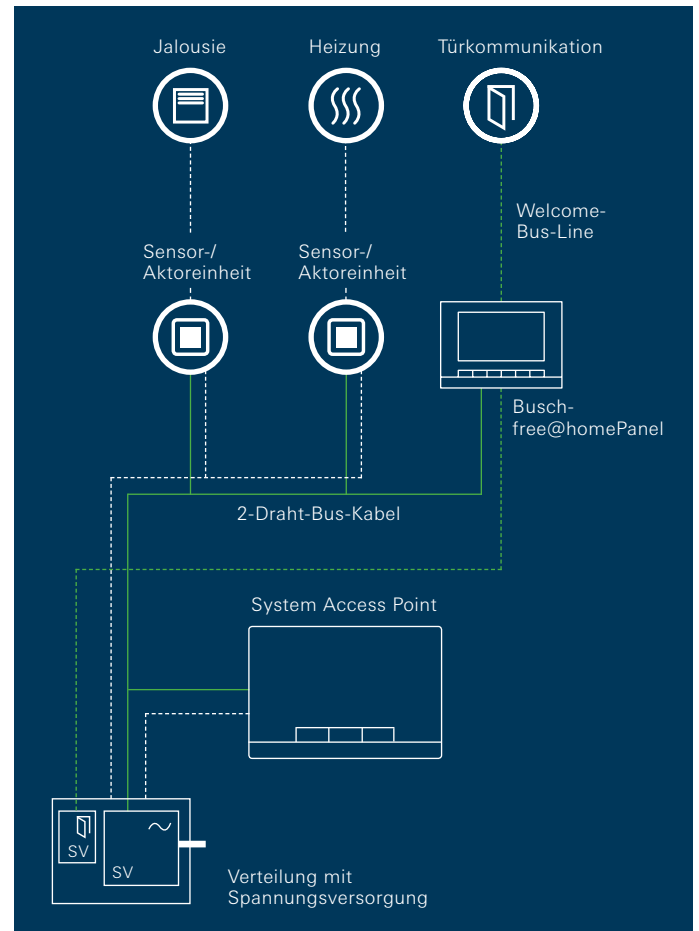 Jalousie
Heizung
Türkommunikation
Welcome-
Bus-Line
Sensor-/
Aktoreinheit
Sensor-/
Aktoreinheit
Busch-
free@homePanel
2-Draht-Bus-Kabel
System Access Point
SV
SV
Verteilung mit
Spannungsversorgung